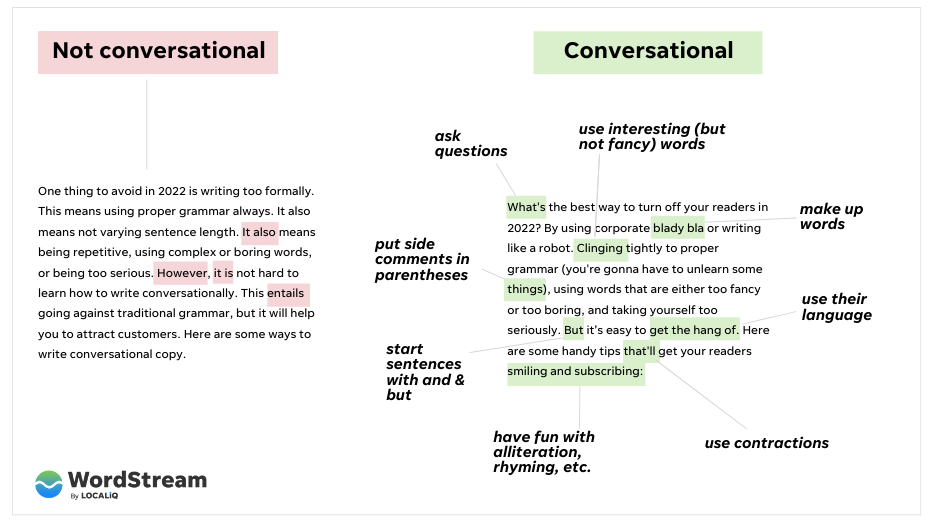 Not conversational
One thing to avoid in 2022 is writing too formally.
This means using proper grammar always. It also
means not varying sentence length. It also means
being repetitive, using complex or boring words,
or being too serious. However, it is not hard to
learn how to write conversationally. This entails
going against traditional grammar, but it will help
you to attract customers. Here are some ways to
write conversational copy.
Conversational
ask
questions
use interesting (but
not fancy) words
make up
words
put side
comments in
parentheses
use their
language
start
sentences
with and &
but
have fun with
alliteration,
rhyming, etc.
use contractions
What's the best way to turn off your readers in
2022? By using corporate blady bla or writing
like a robot. Clinging tightly to proper
grammar (you're gonna have to unlearn some
things), using words that are either too fancy
or too boring, and taking yourself too
seriously. But it's easy to get the hang of. Here
are some handy tips that'll get your readers
smiling and subscribing:
WordStream
By LOCALiQ